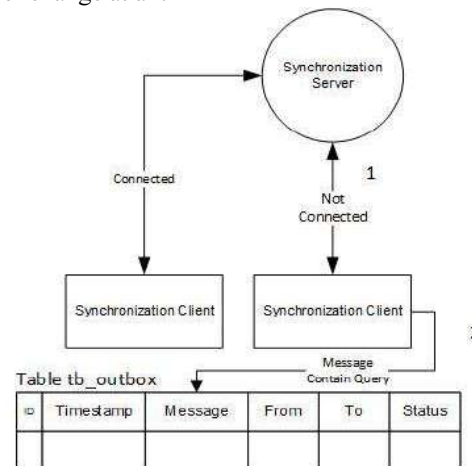 Synchronization
Server
Connected
1
Not
Connected
Synchronization Client
Synchronization Client
Message
Contain Query
Table tb_outbox
ID Timestamp Message From To Status